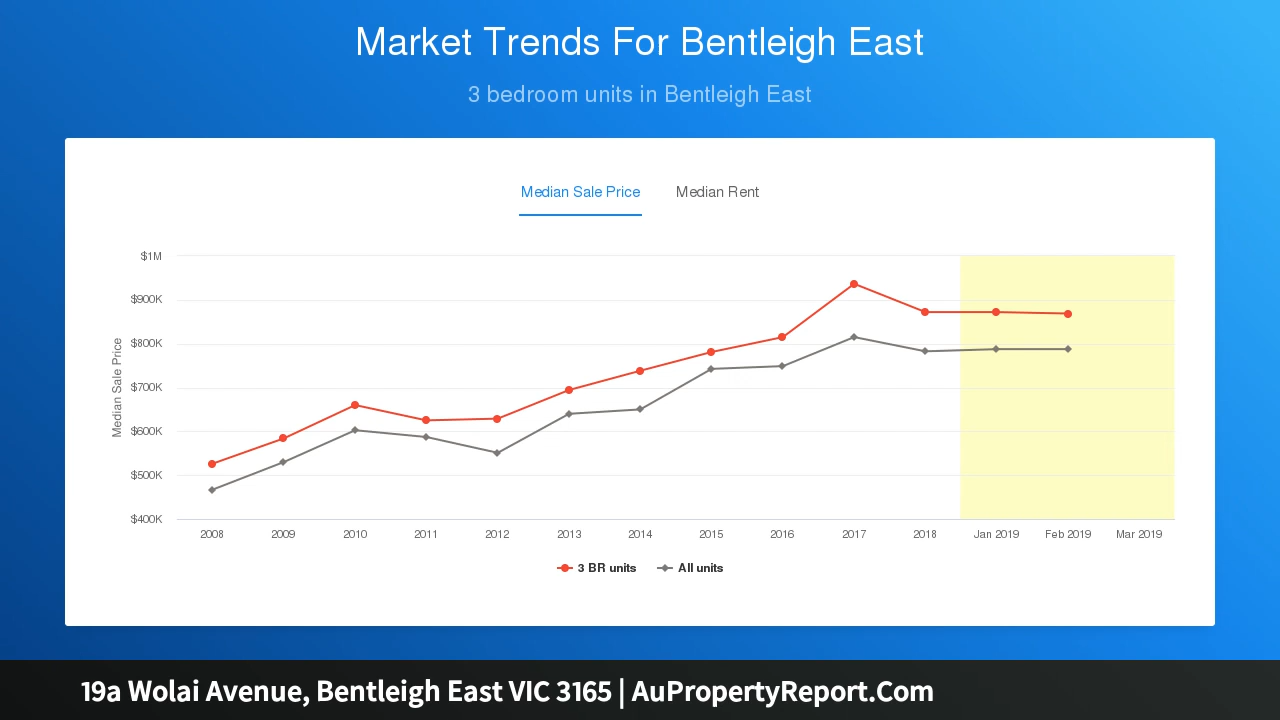 Market Trends For Bentleigh East
3 bedroom units in Bentleigh East
Median Sale Price Median Rent
$1M
$900K
$800K
$700K
$600K
$500K
$400K
Median Sale Price
2008 2009 2010 2011 2012 2013 2014 2015 2016 2017 2018 Jan 2019 Feb 2019 Mar 2019
3 BR units All units
19a Wolai Avenue, Bentleigh East VIC 3165 | AuPropertyReport.Com